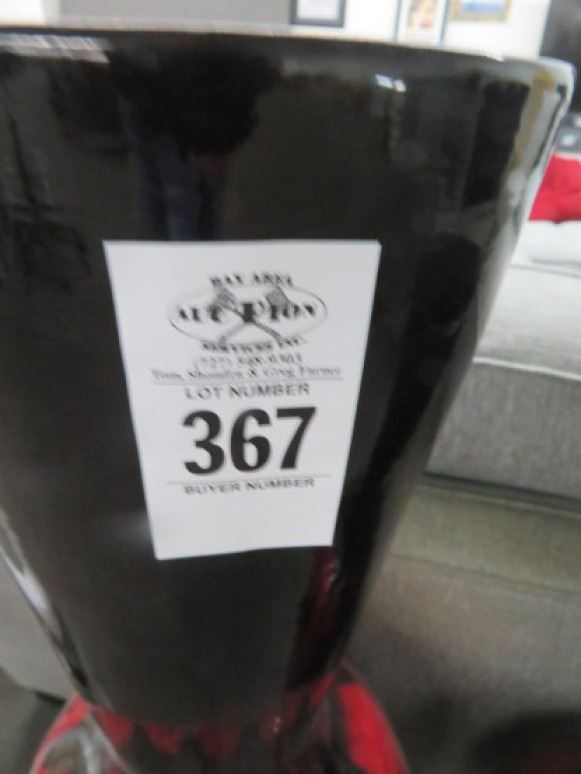 BAY AREA
AUCTION
SERVICES INC.
LOT NUMBER
367
BUYER NUMBER